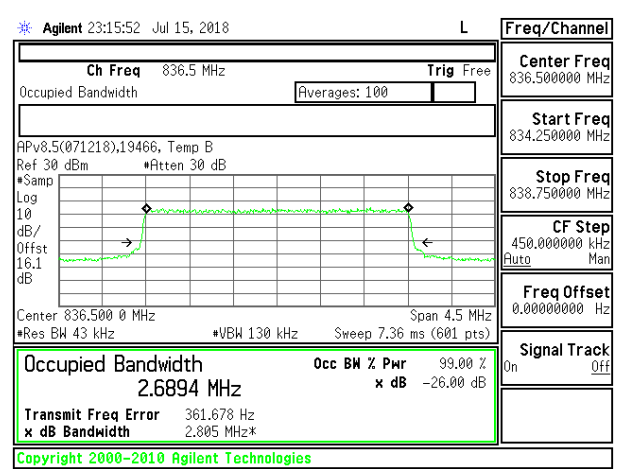 Agilent 23:15:52 Jul 15, 2018 L Freq/Channel
Ch Freq 836.5 MHz Trig Free
Occupied Bandwidth Averages: 100
APv8.5(071218),19466, Temp B
Ref 30 dBm #Atten 30 dB
#Samp
Log
10
dB/
Offst
16.1
dB
Center 836.500 0 MHz Span 4.5 MHz
#Res BW 43 kHz #VBW 130 kHz Sweep 7.36 ms (601 pts)
Occupied Bandwidth Occ BW % Pwr 99.00 %
2.6894 MHz x dB -26.00 dB
Transmit Freq Error 361.678 Hz
x dB Bandwidth 2.805 MHz*
Copyright 2000-2010 Agilent Technologies
Center Freq
836.500000 MHz
Start Freq
834.250000 MHz
Stop Freq
838.750000 MHz
CF Step
450.000000 kHz
Auto Man
Freq Offset
0.00000000 Hz
Signal Track
On Off